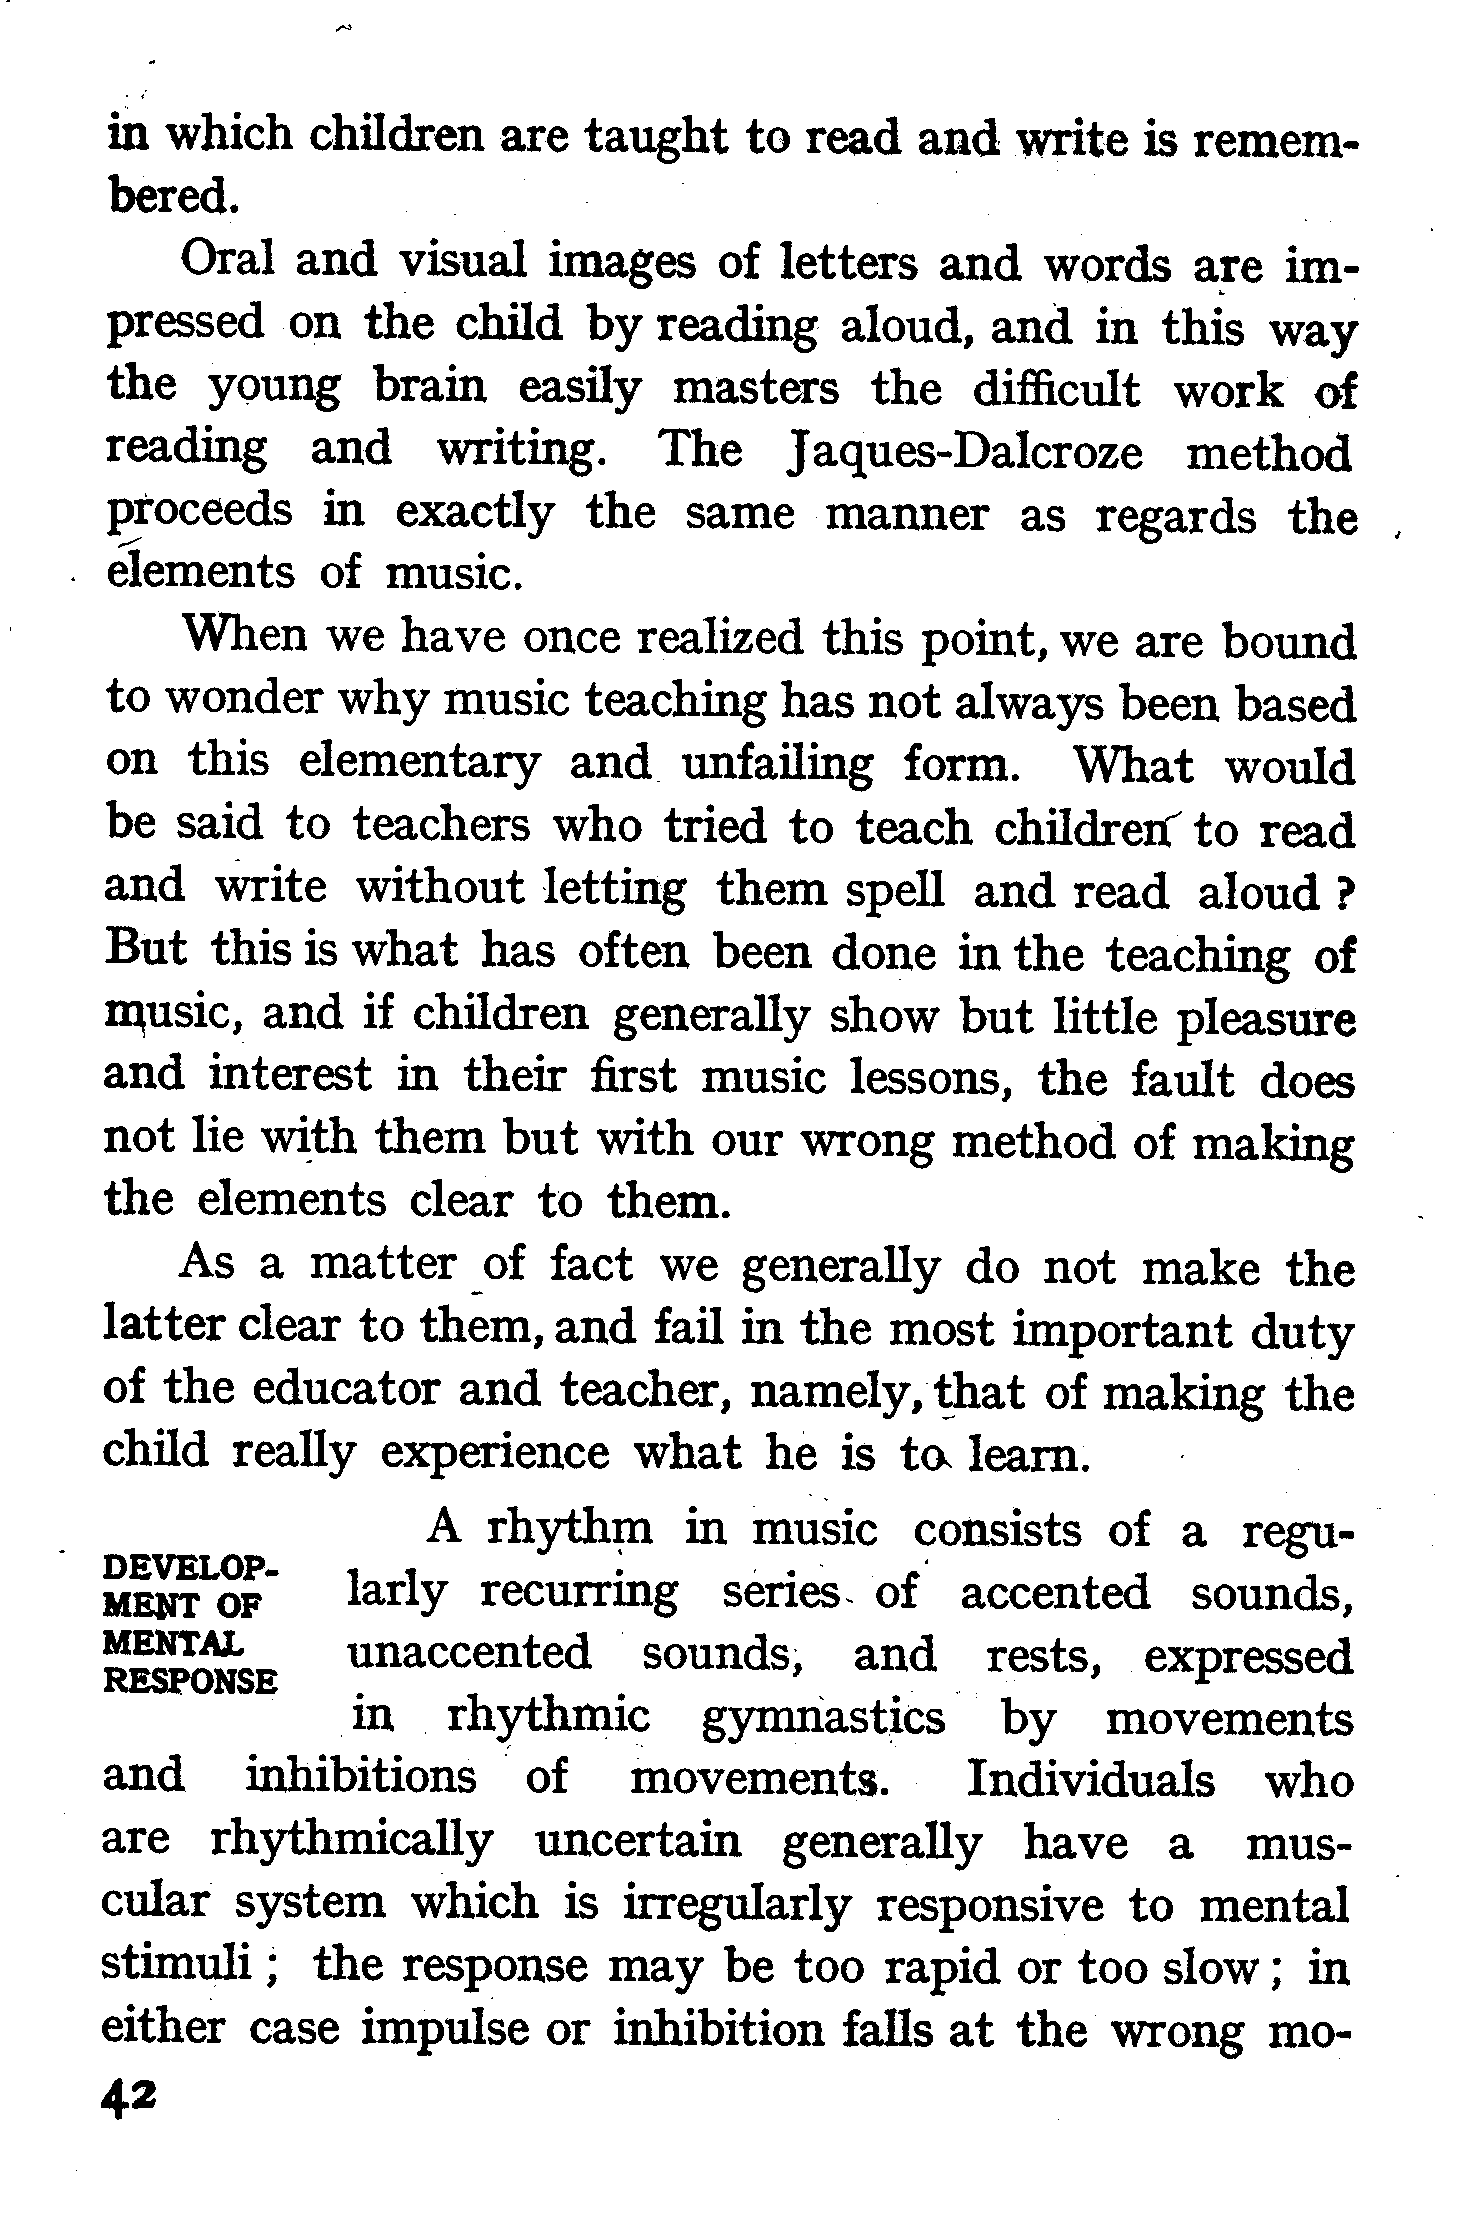 in which children are taught to read and write is remem-
bered.
Oral and visual images of letters and words are im-
pressed on the child by reading aloud, and in this way
the young brain easily masters the difficult work of
reading and writing. The Jaques-Dalcroze method
proceeds in exactly the same manner as regards the
elements of music.
When we have once realized this point, we are bound
to wonder why music teaching has not always been based
on this elementary and unfailing form. What would
be said to teachers who tried to teach children to read
and write without letting them spell and read aloud ?
But this is what has often been done in the teaching of
music, and if children generally show but little pleasure
and interest in their first music lessons, the fault does
not lie with them but with our wrong method of making
the elements clear to them.
As a matter of fact we generally do not make the
latter clear to them, and fail in the most important duty
of the educator and teacher, namely, that of making the
child really experience what he is to learn.
DEVELOP-
MENT OF
MENTAL
RESPONSE
A rhythm in music consists of a regu-
larly recurring series of accented sounds,
unaccented sounds, and rests, expressed
in rhythmic gymnastics by movements
and inhibitions of movements. Individuals who
are rhythmically uncertain generally have a mus-
cular system which is irregularly responsive to mental
stimuli ; the response may be too rapid or too slow ; in
either case impulse or inhibition falls at the wrong mo-
42